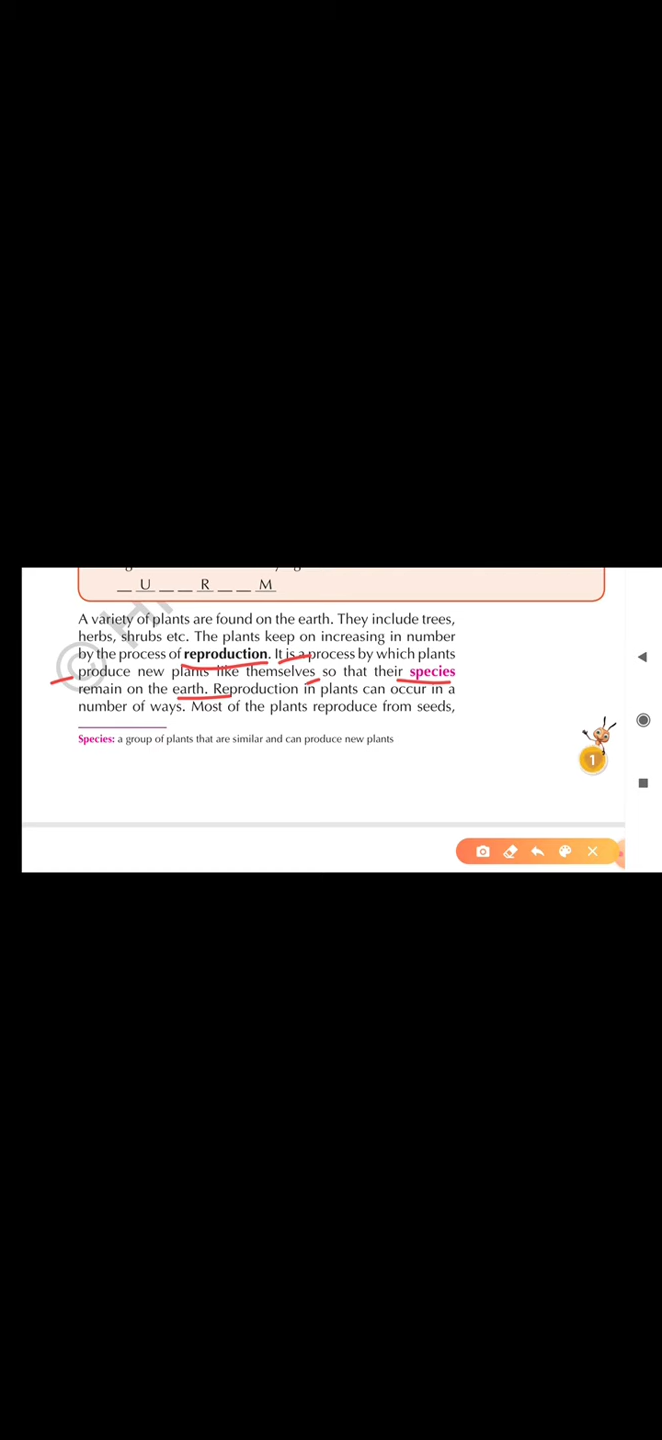 _ U _ _ R _ _ M
A variety of plants are found on the earth. They include trees,
herbs, shrubs etc. The plants keep on increasing in number
by the process of reproduction. It is a process by which plants
produce new plants like themselves so that their species
remain on the earth. Reproduction in plants can occur in a
number of ways. Most of the plants reproduce from seeds,
Species: a group of plants that are similar and can produce new plants
1